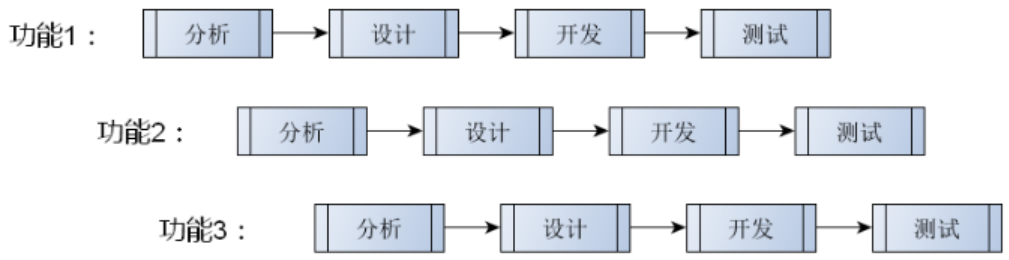 功能1： 分析 设计 开发 测试
功能2： 分析 设计 开发 测试
功能3： 分析 设计 开发 测试